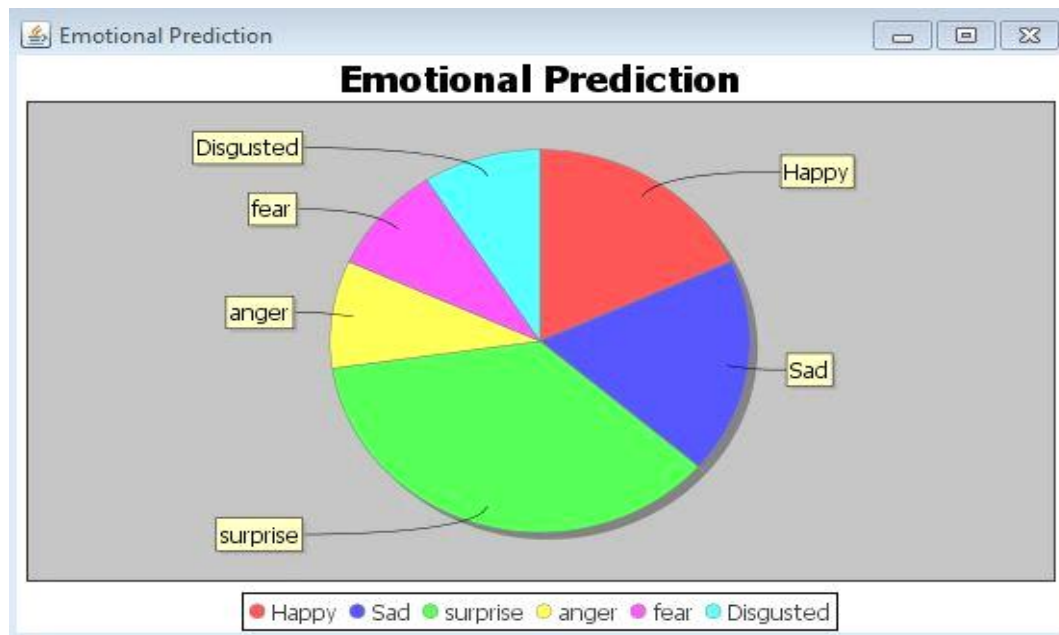 Emotional Prediction
Emotional Prediction
Disgusted
Happy
fear
anger
Sad
surprise
Happy Sad surprise anger fear Disgusted